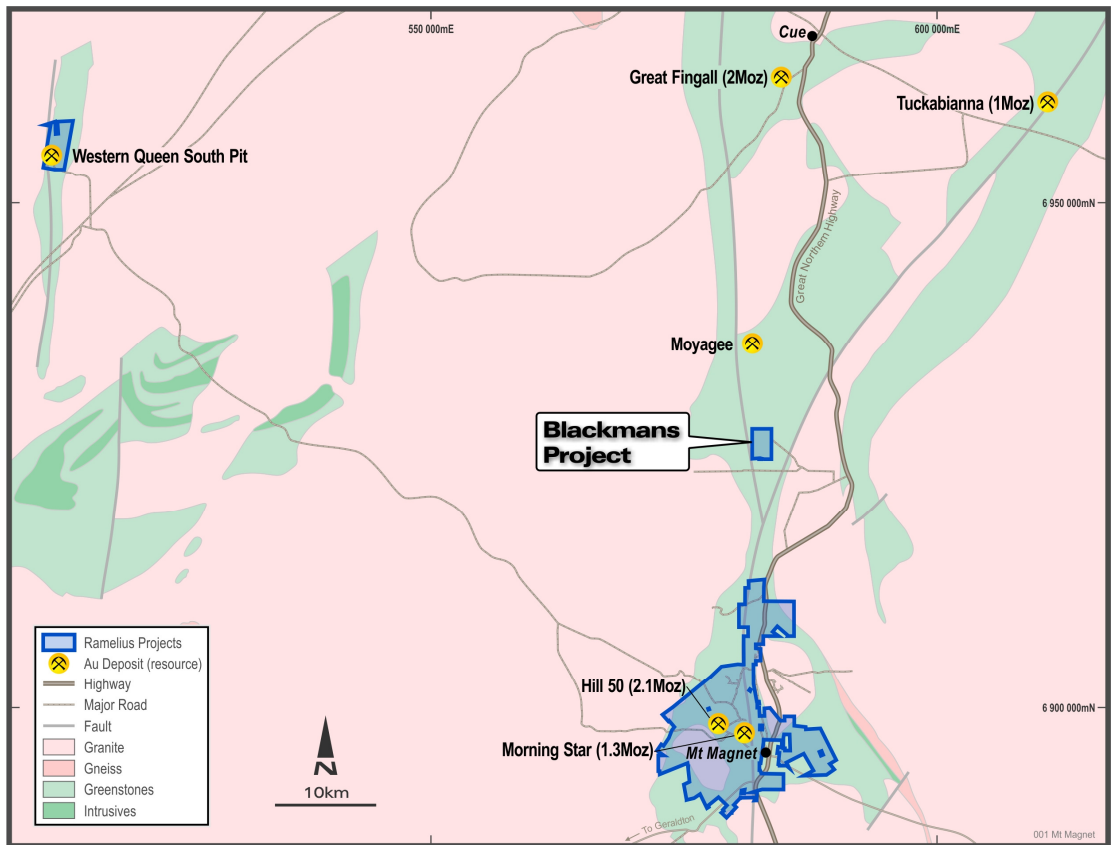 550 000mE
600 000mE
Cue
Great Fingall (2Moz)
Tuckabianna (1Moz)
Western Queen South Pit
6 950 000mN
Great Northern Highway
Moyagee
Blackmans
Project
Ramelius Projects
Au Deposit (resource)
Highway
Major Road
Fault
Granite
Gneiss
Greenstones
Intrusives
N
10km
Hill 50 (2.1Moz)
6 900 000mN
Morning Star (1.3Moz)
Mt Magnet
To Geraldton
001 Mt Magnet